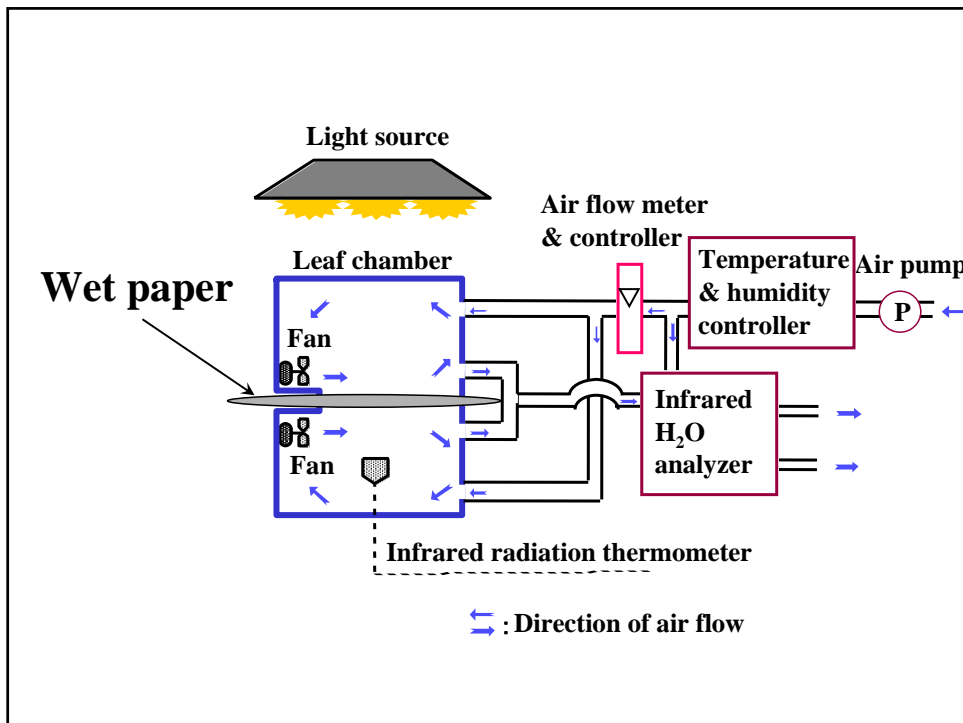 Light source
Air flow meter
& controller
Leaf chamber
Temperature
& humidity
controller
Air pump
P
Wet paper
Fan
Infrared
H₂O
analyzer
Fan
Infrared radiation thermometer
: Direction of air flow